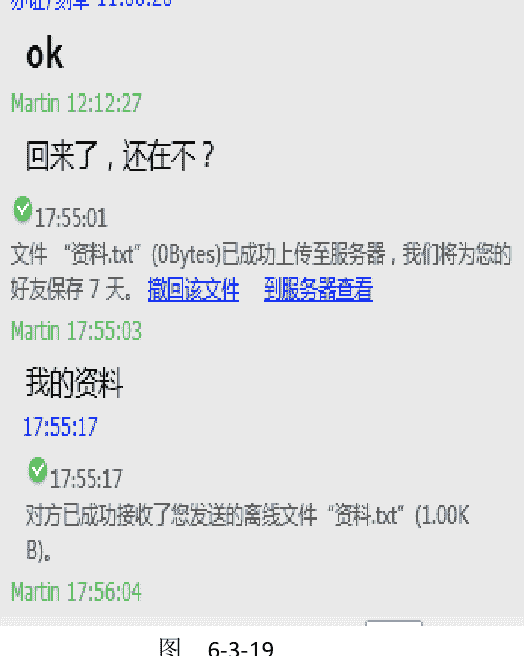 ok
Martin 12:12:27
回来了，还在不？
17:55:01
文件 “资料.txt” (0Bytes)已成功上传至服务器，我们将为您的
好友保存 7 天。 撤回该文件 到服务器查看
Martin 17:55:03
我的资料
17:55:17
17:55:17
对方已成功接收了您发送的离线文件“资料.txt” (1.00K
B)。
Martin 17:56:04
图 6-3-19